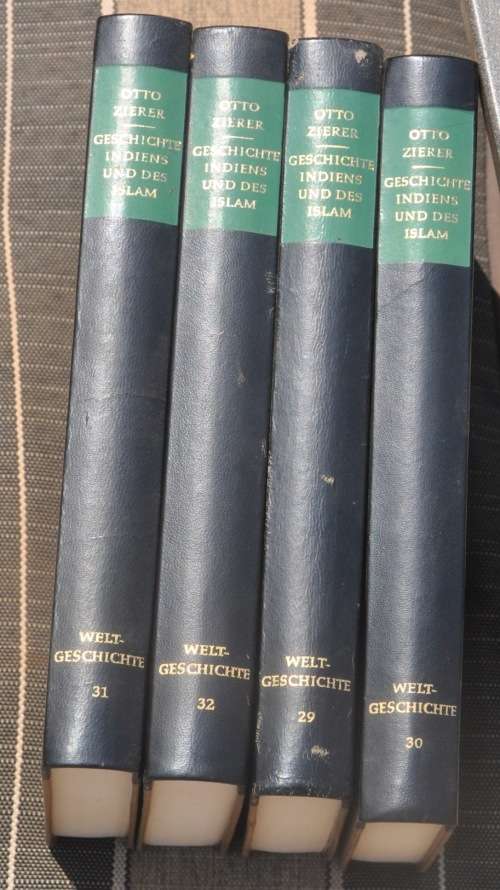 OTTO
ZIERER
GESCHICHTE
INDIENS
UND DES
ISLAM
WELT-
GESCHICHTE
31
OTTO
ZIERER
GESCHICHTE
INDIENS
UND DES
ISLAM
WELT-
GESCHICHTE
32
OTTO
ZIERER
GESCHICHTE
INDIENS
UND DES
ISLAM
WELT-
GESCHICHTE
29
OTTO
ZIERER
GESCHICHTE
INDIENS
UND DES
ISLAM
WELT-
GESCHICHTE
30